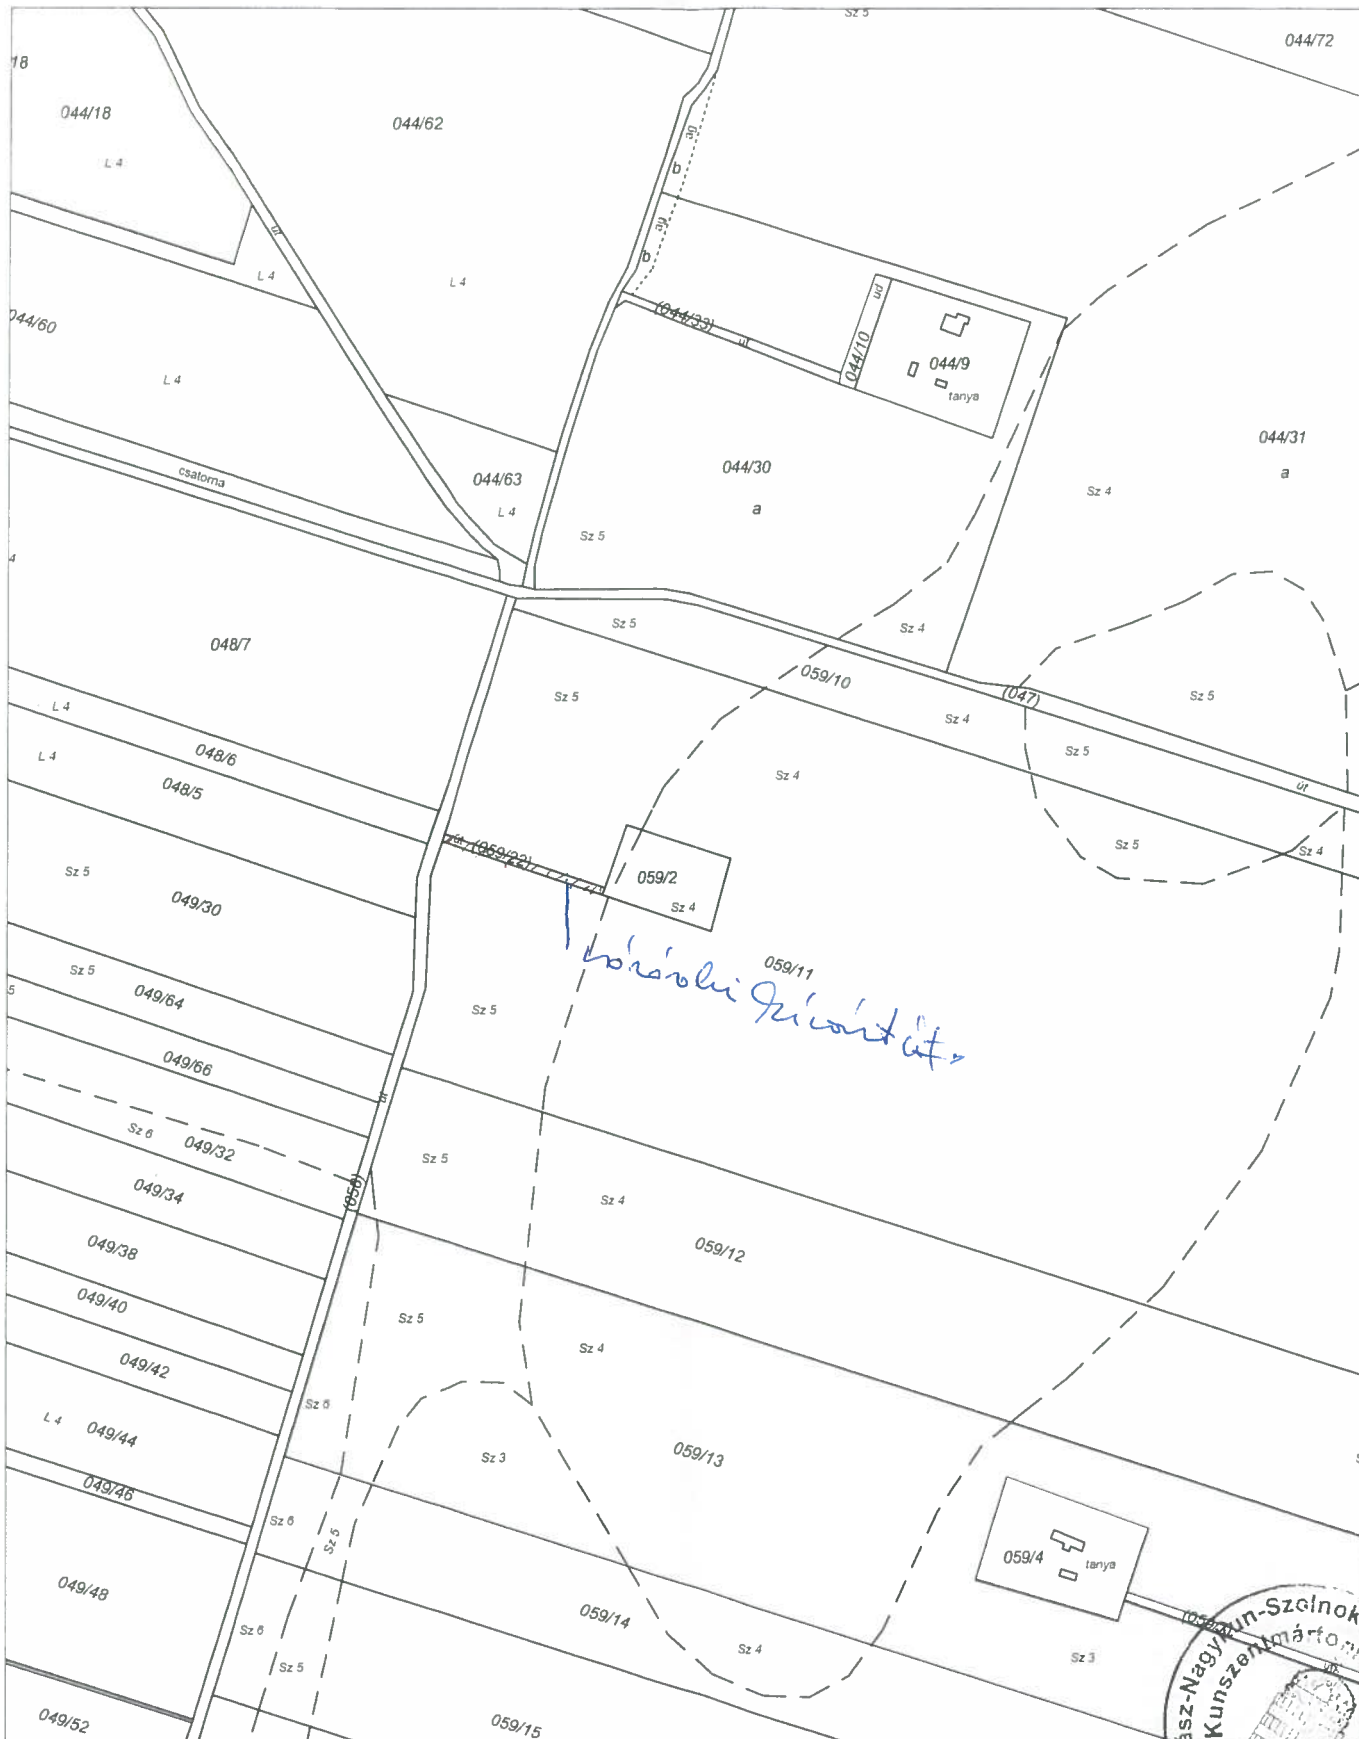 Sz 5
044/72
18
044/18
L 4
044/62
ag
b
ag
b
út
L 4
L 4
044/60
L 4
(044/33)
út
ud
044/10
044/9
tanya
044/31
a
Sz 4
044/30
a
Sz 5
csatorna
044/63
L 4
4
048/7
Sz 5
Sz 4
059/10
(047)
Sz 5
Sz 5
Sz 4
Sz 5
út
L 4
048/6
L 4
048/5
Sz 4
Sz 5
Sz 4
út (059/22)
059/2
Sz 4
Sz 5
049/30
059/11
Sz 5
049/64
5
Sz 5
049/66
út
Sz 6
049/32
Sz 5
049/34
(058)
Sz 4
059/12
049/38
049/40
Sz 5
Sz 4
049/42
Sz 6
L 4
049/44
Sz 3
059/13
049/46
Sz 6
Sz 5
059/4
tanya
049/48
Sz 6
059/14
Sz 4
Sz 3
Sz 5
049/52
059/15
ász-Nagykun-Szolnok
Kunszentmárton